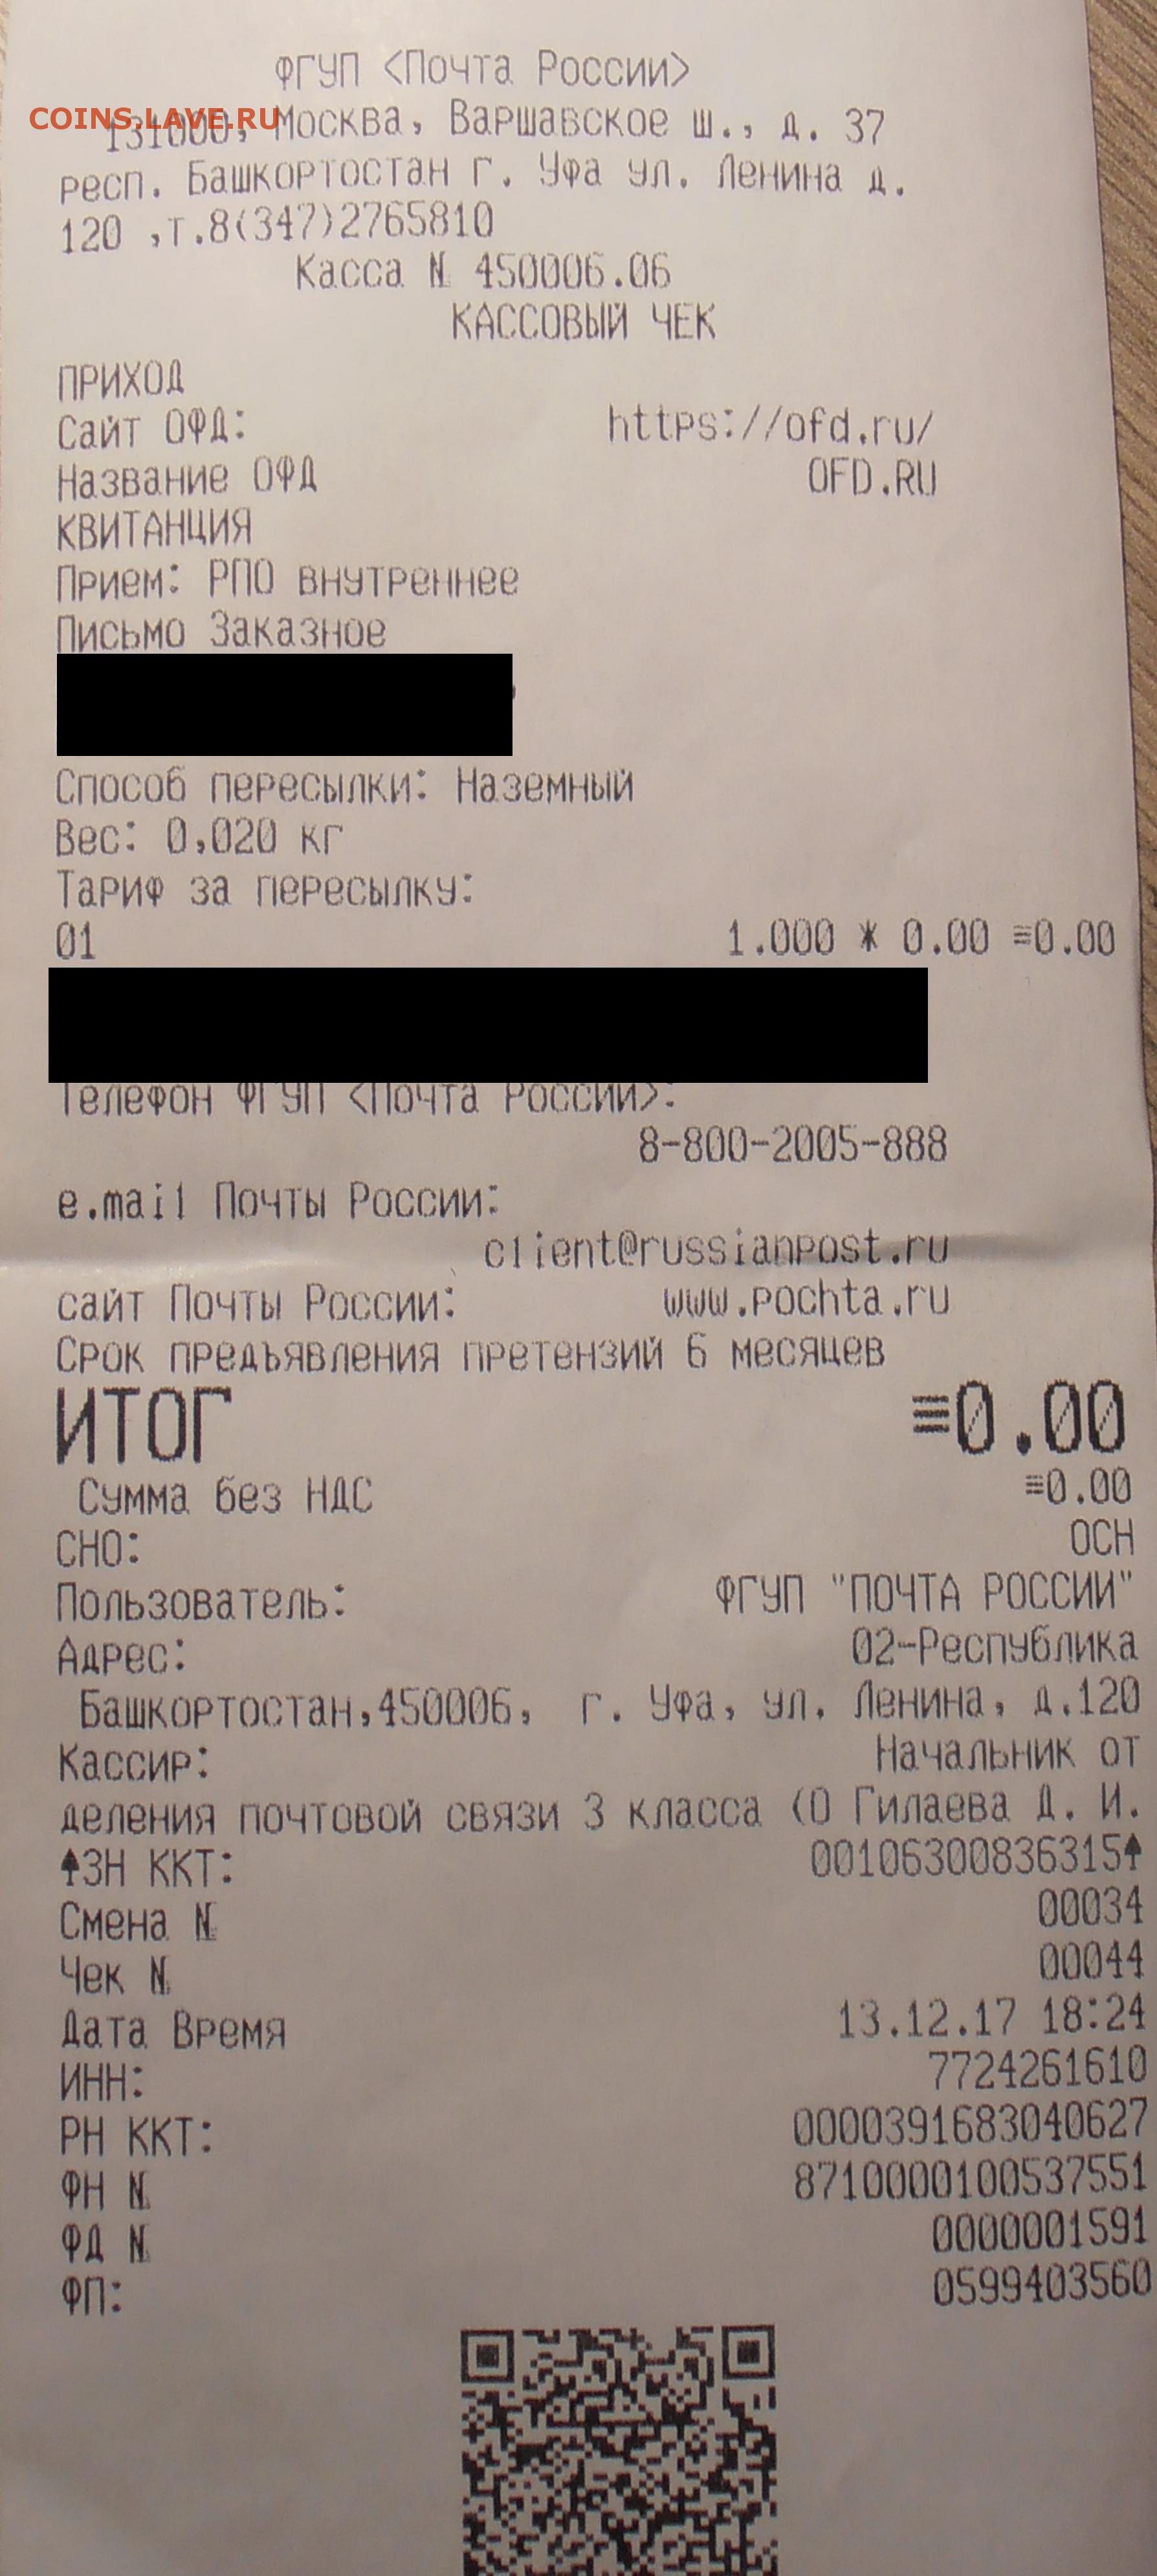 ФГУП <Почта России>
COINS.LAVE.RU
131000, Москва, Варшавское ш., д. 37
респ. Башкортостан г. Уфа ул. Ленина д.
120 ,т.8(347)2765810
Касса № 450006.06
КАССОВЫЙ ЧЕК
ПРИХОД
Сайт ОФД: https://ofd.ru/
Название ОФД OFD.RU
КВИТАНЦИЯ
Прием: РПО внутреннее
Письмо Заказное
Способ пересылки: Наземный
Вес: 0,020 кг
Тариф за пересылку:
01 1.000 * 0.00 ≡0.00
Телефон ФГУП <Почта России>:
8-800-2005-888
e.mail Почты России:
client@russianpost.ru
сайт Почты России: www.pochta.ru
Срок предъявления претензий 6 месяцев
ИТОГ ≡0.00
Сумма без НДС ≡0.00
СНО: ОСН
Пользователь: ФГУП "ПОЧТА РОССИИ"
Адрес: 02-Республика
Башкортостан,450006, г. Уфа, ул. Ленина, д.120
Кассир: Начальник от
деления почтовой связи 3 класса (О Гилаева Д. И.
↑ЗН ККТ: 00106300836315↑
Смена № 00034
Чек № 00044
Дата Время 13.12.17 18:24
ИНН: 7724261610
РН ККТ: 0000391683040627
ФН № 8710000100537551
ФД № 0000001591
ФП: 0599403560